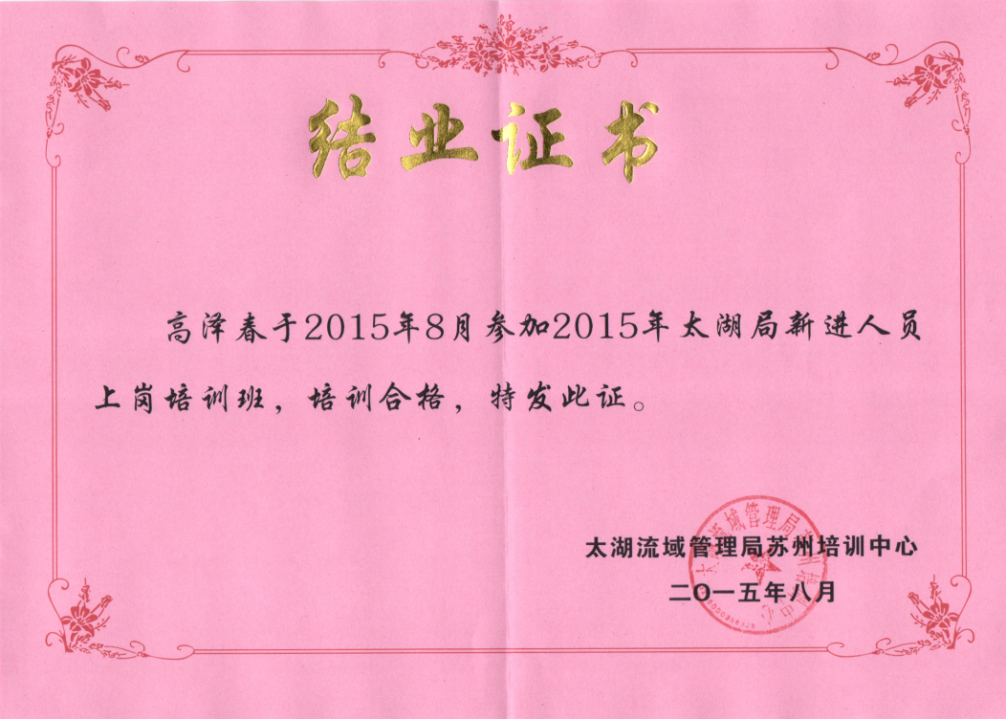 结业证书
高泽春于2015年8月参加2015年太湖局新进人员
上岗培训班，培训合格，特发此证。
太湖流域管理局苏州培训中心
二〇一五年八月